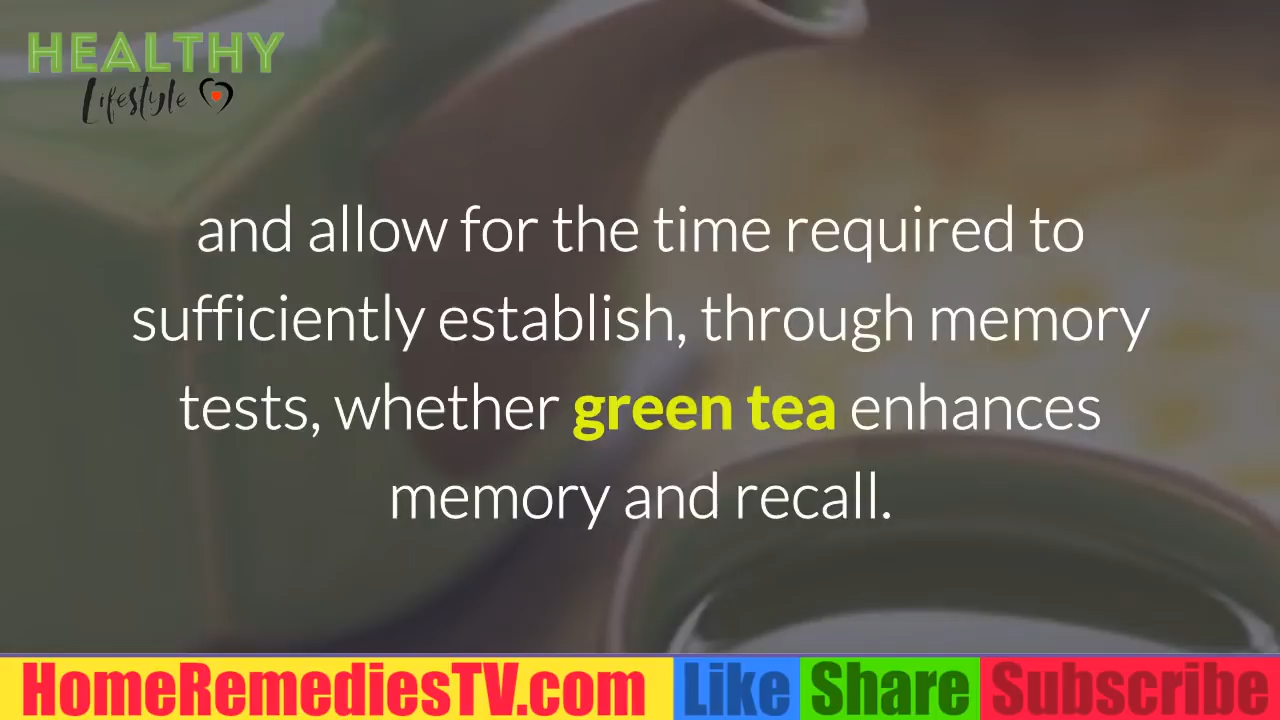 HEALTHY
Lifestyle
and allow for the time required to
sufficiently establish, through memory
tests, whether green tea enhances
memory and recall.
HomeRemediesTV.com Like Share Subscribe